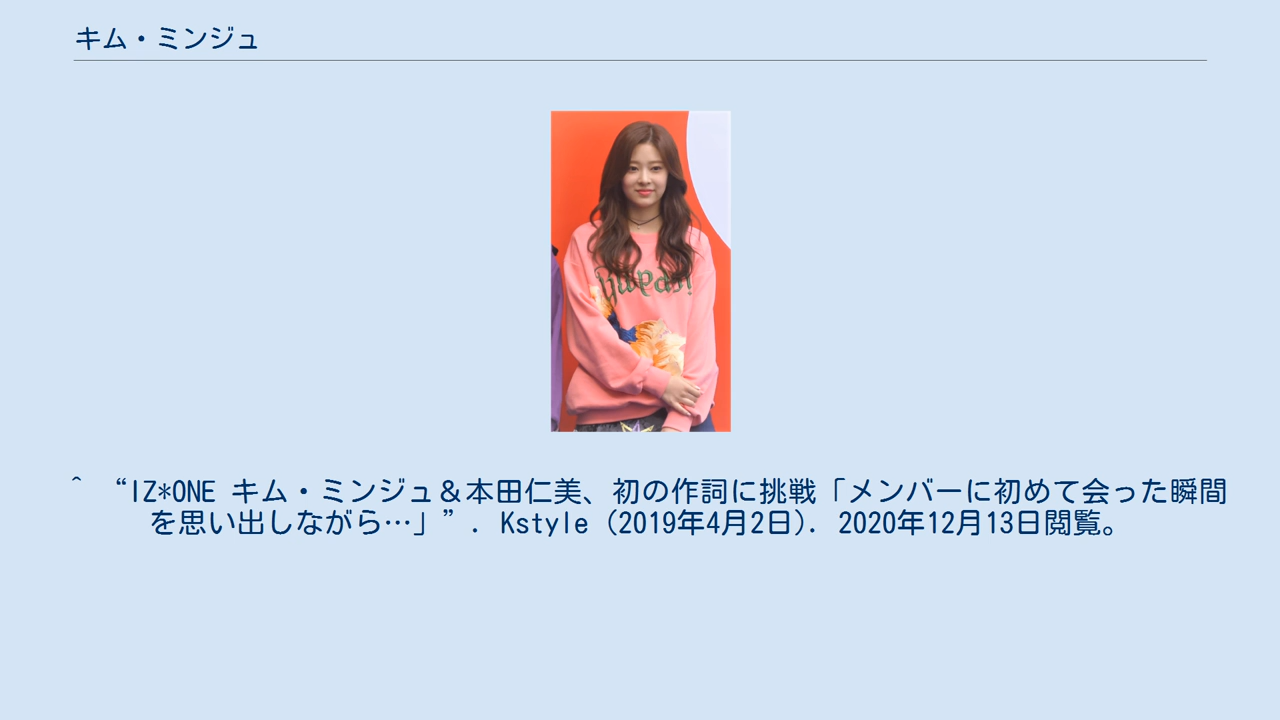 キム・ミンジュ
^ “IZ*ONE キム・ミンジュ＆本田仁美、初の作詞に挑戦「メンバーに初めて会った瞬間
を思い出しながら…」”. Kstyle (2019年4月2日). 2020年12月13日閲覧。